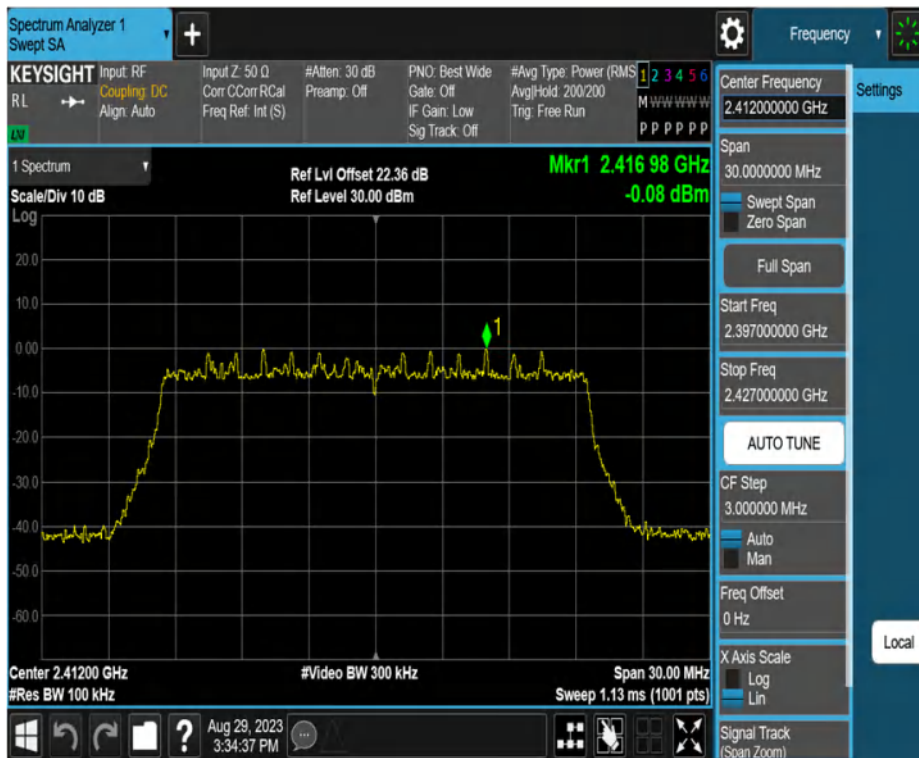 Spectrum Analyzer 1
Swept SA
+
Frequency
KEYSIGHT
RL
LXI
Input: RF
Coupling: DC
Align: Auto
Input Z: 50 Ω
Corr CCorr RCal
Freq Ref: Int (S)
#Atten: 30 dB
Preamp: Off
PNO: Best Wide
Gate: Off
IF Gain: Low
Sig Track: Off
#Avg Type: Power (RMS
Avg|Hold: 200/200
Trig: Free Run
1 2 3 4 5 6
M W W W W W
P P P P P P
1 Spectrum
Scale/Div 10 dB
Ref Lvl Offset 22.36 dB
Ref Level 30.00 dBm
Mkr1 2.416 98 GHz
-0.08 dBm
Log
20.0
10.0
0.00
-10.0
-20.0
-30.0
-40.0
-50.0
-60.0
1
Center 2.41200 GHz
#Res BW 100 kHz
#Video BW 300 kHz
Span 30.00 MHz
Sweep 1.13 ms (1001 pts)
?
Aug 29, 2023
3:34:37 PM
Center Frequency
2.412000000 GHz
Span
30.0000000 MHz
Swept Span
Zero Span
Full Span
Start Freq
2.397000000 GHz
Stop Freq
2.427000000 GHz
AUTO TUNE
CF Step
3.000000 MHz
Auto
Man
Freq Offset
0 Hz
X Axis Scale
Log
Lin
Signal Track
(Span Zoom)
Settings
Local